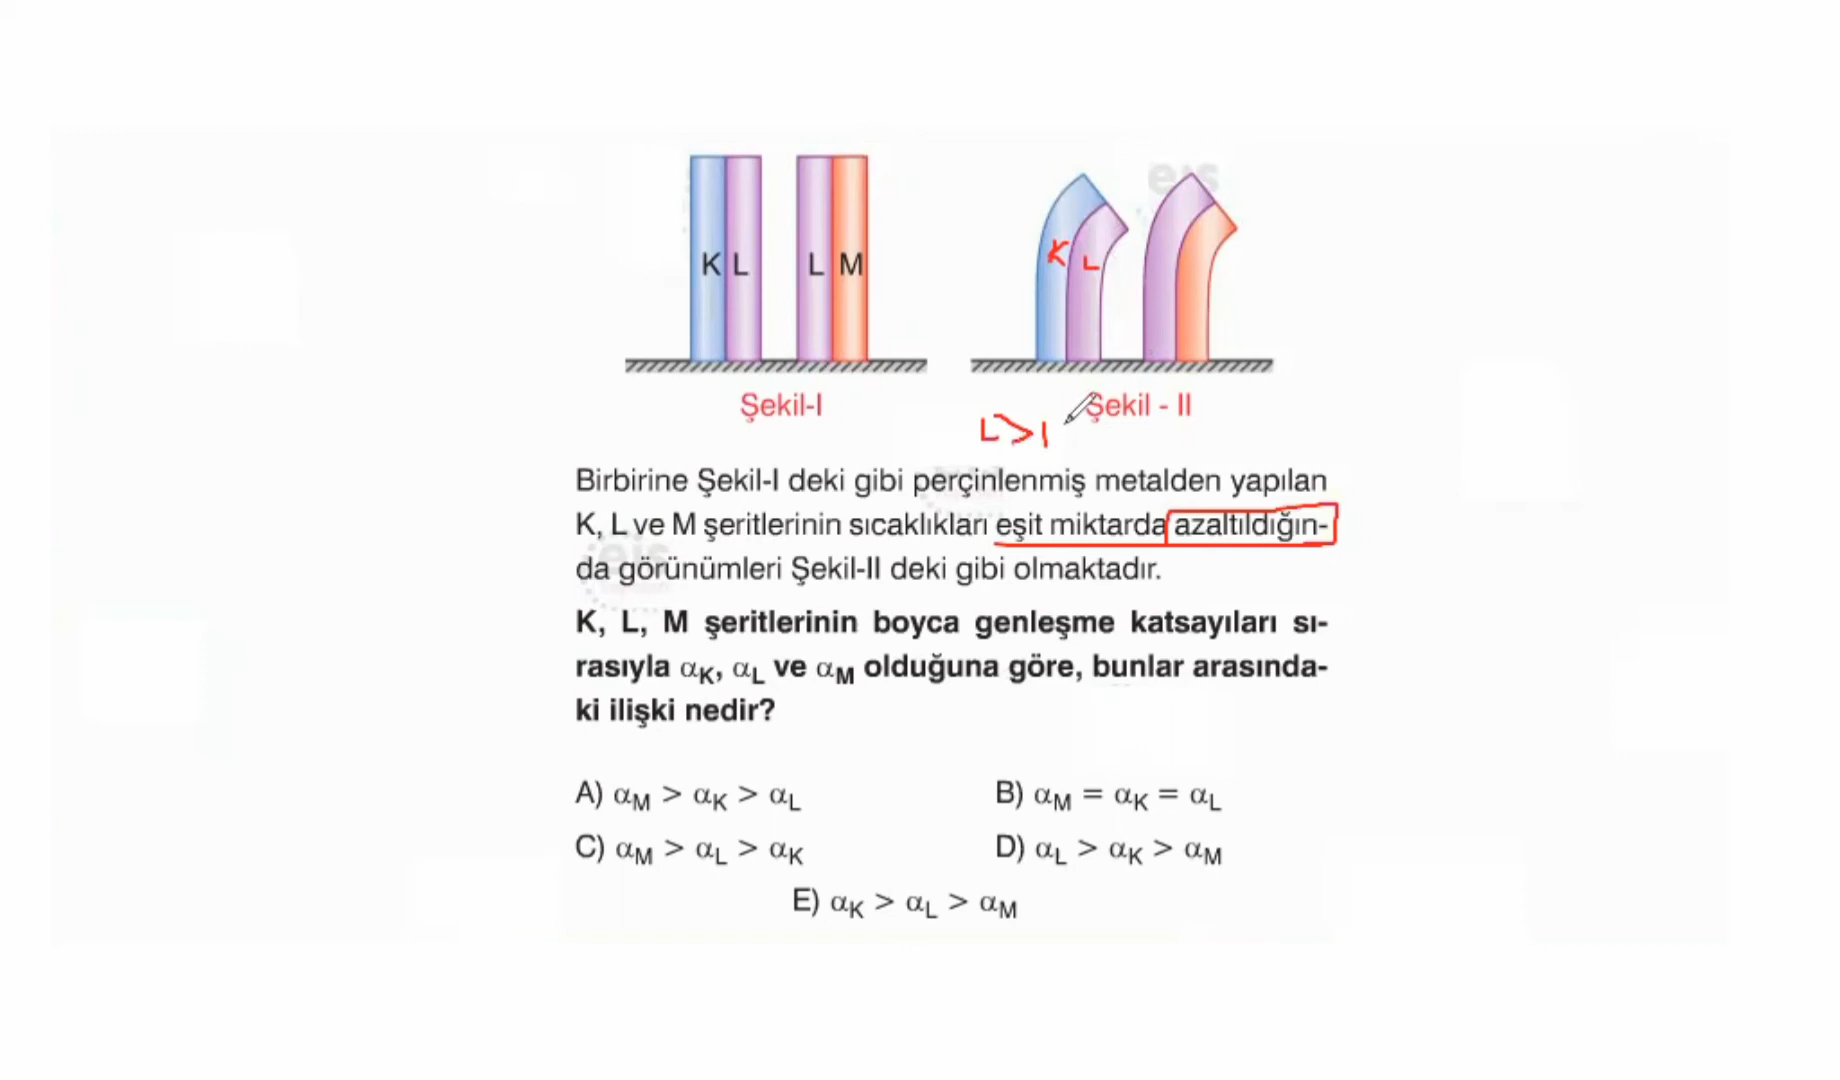 K L L M
K L
eis
Şekil-I Şekil - II
L>
Birbirine Şekil-I deki gibi perçinlenmiş metalden yapılan
K, L ve M şeritlerinin sıcaklıkları eşit miktarda azaltıldığın-
da görünümleri Şekil-II deki gibi olmaktadır.
eis
K, L, M şeritlerinin boyca genleşme katsayıları sı-
rasıyla αK, αL ve αM olduğuna göre, bunlar arasında-
ki ilişki nedir?
A) αM > αK > αL B) αM = αK = αL
C) αM > αL > αK D) αL > αK > αM
E) αK > αL > αM